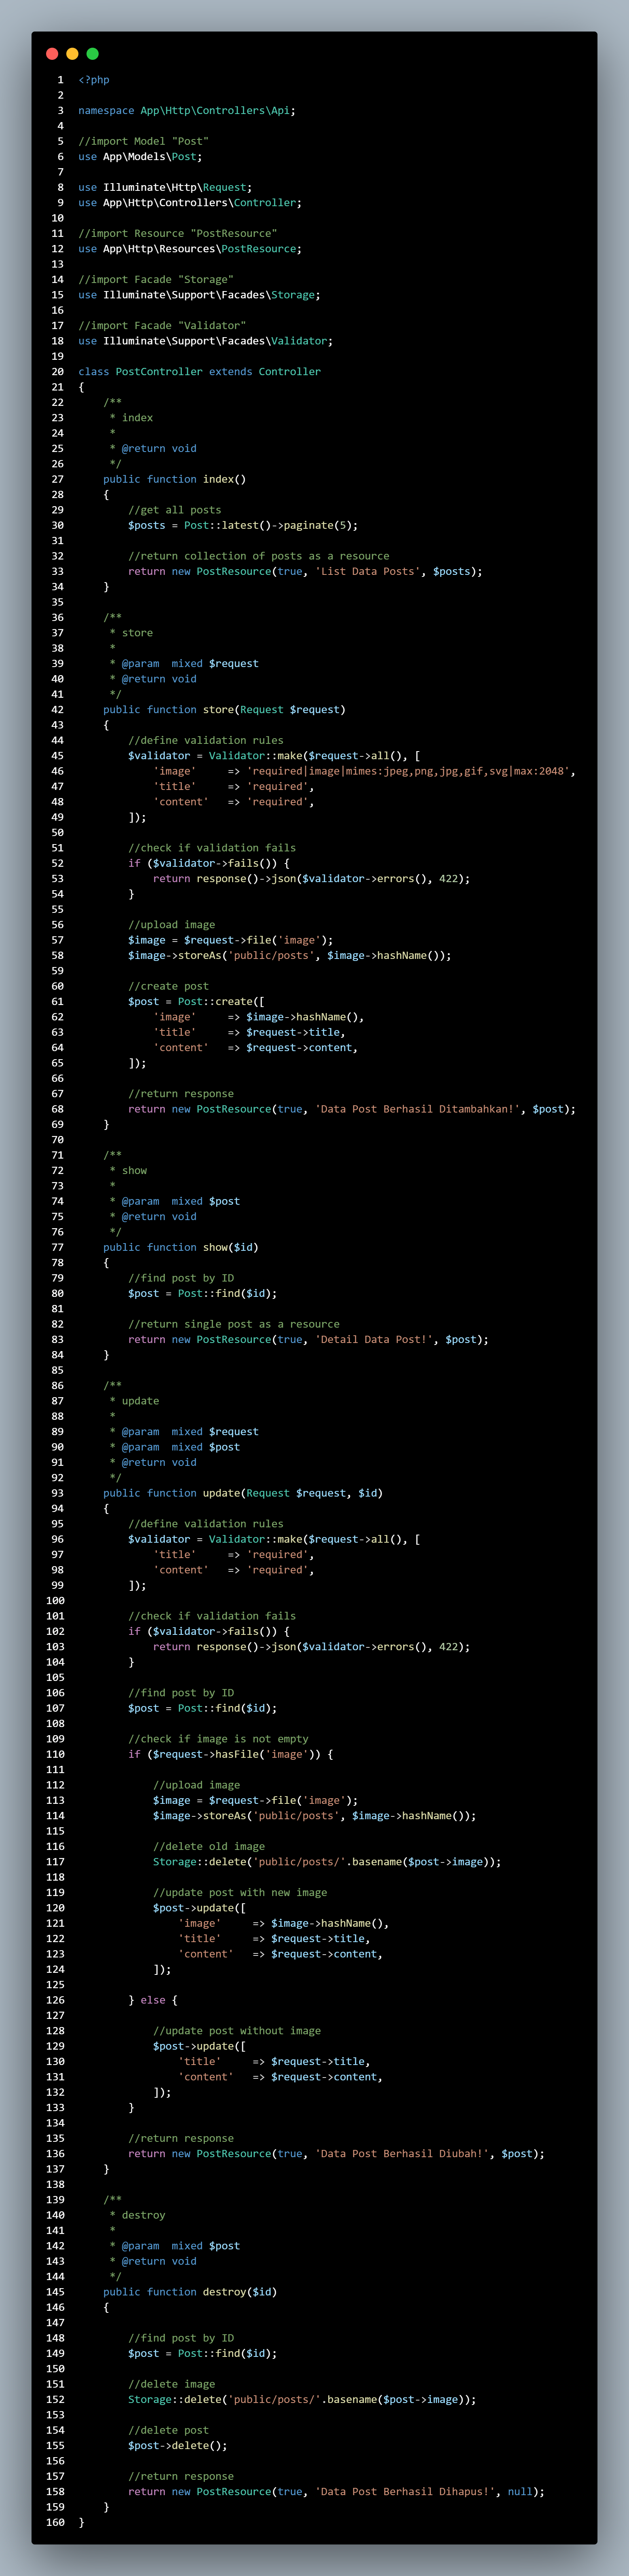 1 <?php
2
3 namespace App\Http\Controllers\Api;
4
5 //import Model "Post"
6 use App\Models\Post;
7
8 use Illuminate\Http\Request;
9 use App\Http\Controllers\Controller;
10
11 //import Resource "PostResource"
12 use App\Http\Resources\PostResource;
13
14 //import Facade "Storage"
15 use Illuminate\Support\Facades\Storage;
16
17 //import Facade "Validator"
18 use Illuminate\Support\Facades\Validator;
19
20 class PostController extends Controller
21 {
22     /**
23      * index
24      *
25      * @return void
26      */
27     public function index()
28     {
29         //get all posts
30         $posts = Post::latest()->paginate(5);
31
32         //return collection of posts as a resource
33         return new PostResource(true, 'List Data Posts', $posts);
34     }
35
36     /**
37      * store
38      *
39      * @param  mixed $request
40      * @return void
41      */
42     public function store(Request $request)
43     {
44         //define validation rules
45         $validator = Validator::make($request->all(), [
46             'image'     => 'required|image|mimes:jpeg,png,jpg,gif,svg|max:2048',
47             'title'     => 'required',
48             'content'   => 'required',
49         ]);
50
51         //check if validation fails
52         if ($validator->fails()) {
53             return response()->json($validator->errors(), 422);
54         }
55
56         //upload image
57         $image = $request->file('image');
58         $image->storeAs('public/posts', $image->hashName());
59
60         //create post
61         $post = Post::create([
62             'image'     => $image->hashName(),
63             'title'     => $request->title,
64             'content'   => $request->content,
65         ]);
66
67         //return response
68         return new PostResource(true, 'Data Post Berhasil Ditambahkan!', $post);
69     }
70
71     /**
72      * show
73      *
74      * @param  mixed $post
75      * @return void
76      */
77     public function show($id)
78     {
79         //find post by ID
80         $post = Post::find($id);
81
82         //return single post as a resource
83         return new PostResource(true, 'Detail Data Post!', $post);
84     }
85
86     /**
87      * update
88      *
89      * @param  mixed $request
90      * @param  mixed $post
91      * @return void
92      */
93     public function update(Request $request, $id)
94     {
95         //define validation rules
96         $validator = Validator::make($request->all(), [
97             'title'     => 'required',
98             'content'   => 'required',
99         ]);
100
101         //check if validation fails
102         if ($validator->fails()) {
103             return response()->json($validator->errors(), 422);
104         }
105
106         //find post by ID
107         $post = Post::find($id);
108
109         //check if image is not empty
110         if ($request->hasFile('image')) {
111
112             //upload image
113             $image = $request->file('image');
114             $image->storeAs('public/posts', $image->hashName());
115
116             //delete old image
117             Storage::delete('public/posts/'.basename($post->image));
118
119             //update post with new image
120             $post->update([
121                 'image'     => $image->hashName(),
122                 'title'     => $request->title,
123                 'content'   => $request->content,
124             ]);
125
126         } else {
127
128             //update post without image
129             $post->update([
130                 'title'     => $request->title,
131                 'content'   => $request->content,
132             ]);
133         }
134
135         //return response
136         return new PostResource(true, 'Data Post Berhasil Diubah!', $post);
137     }
138
139     /**
140      * destroy
141      *
142      * @param  mixed $post
143      * @return void
144      */
145     public function destroy($id)
146     {
147
148         //find post by ID
149         $post = Post::find($id);
150
151         //delete image
152         Storage::delete('public/posts/'.basename($post->image));
153
154         //delete post
155         $post->delete();
156
157         //return response
158         return new PostResource(true, 'Data Post Berhasil Dihapus!', null);
159     }
160 }